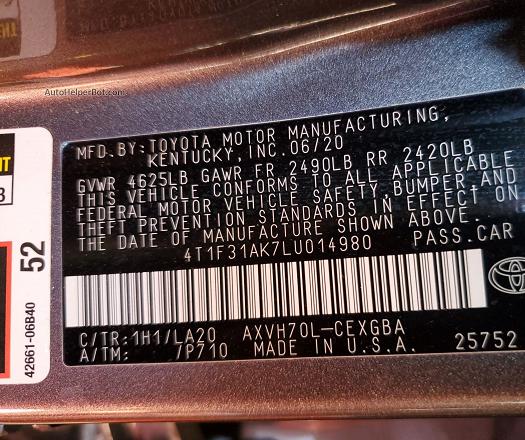 AutoHelperBot.com
MFD. BY: TOYOTA MOTOR MANUFACTURING,
KENTUCKY, INC. 06/20
GVWR 4625LB GAWR FR 2490LB RR 2420LB
THIS VEHICLE CONFORMS TO ALL APPLICABLE
FEDERAL MOTOR VEHICLE SAFETY, BUMPER, AND
THEFT PREVENTION STANDARDS IN EFFECT ON
THE DATE OF MANUFACTURE SHOWN ABOVE.
4T1F31AK7LU014980 PASS.CAR
C/TR:1H1/LA20 AXVH70L-CEXGBA
A/TM: 7P710 MADE IN U.S.A. 25752
52
42661-06B40